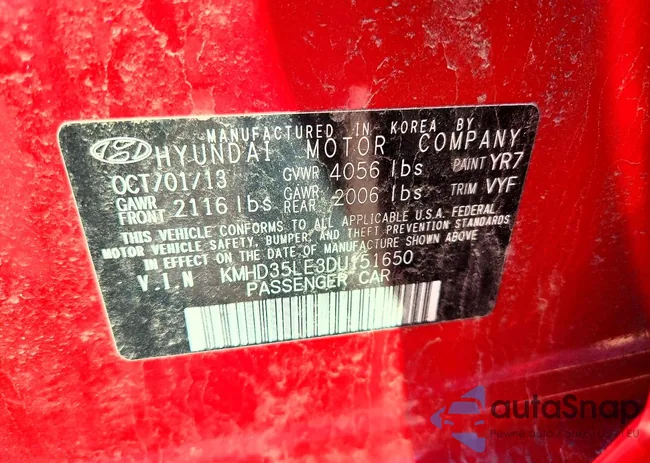 MANUFACTURED IN KOREA BY
HYUNDAI MOTOR COMPANY
OCT/01/13 GVWR 4056 lbs PAINT YR7
GAWR FRONT 2116 lbs GAWR REAR 2006 lbs TRIM VYF
THIS VEHICLE CONFORMS TO ALL APPLICABLE U.S.A. FEDERAL
MOTOR VEHICLE SAFETY, BUMPER, AND THEFT PREVENTION STANDARDS
IN EFFECT ON THE DATE OF MANUFACTURE SHOWN ABOVE
V.I.N KMHD35LE3DU151650
PASSENGER CAR
autoSnap